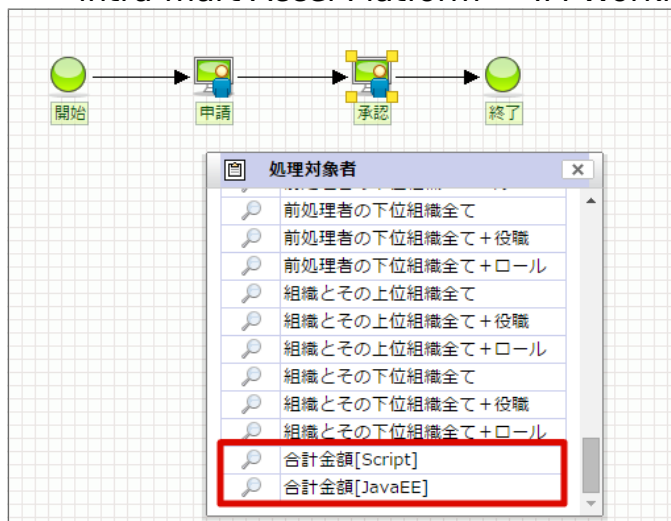 開始
申請
承認
終了
処理対象者
前処理者の下位組織全て
前処理者の下位組織全て+役職
前処理者の下位組織全て+ロール
組織とその上位組織全て
組織とその上位組織全て+役職
組織とその上位組織全て+ロール
組織とその下位組織全て
組織とその下位組織全て+役職
組織とその下位組織全て+ロール
合計金額[Script]
合計金額[JavaEE]